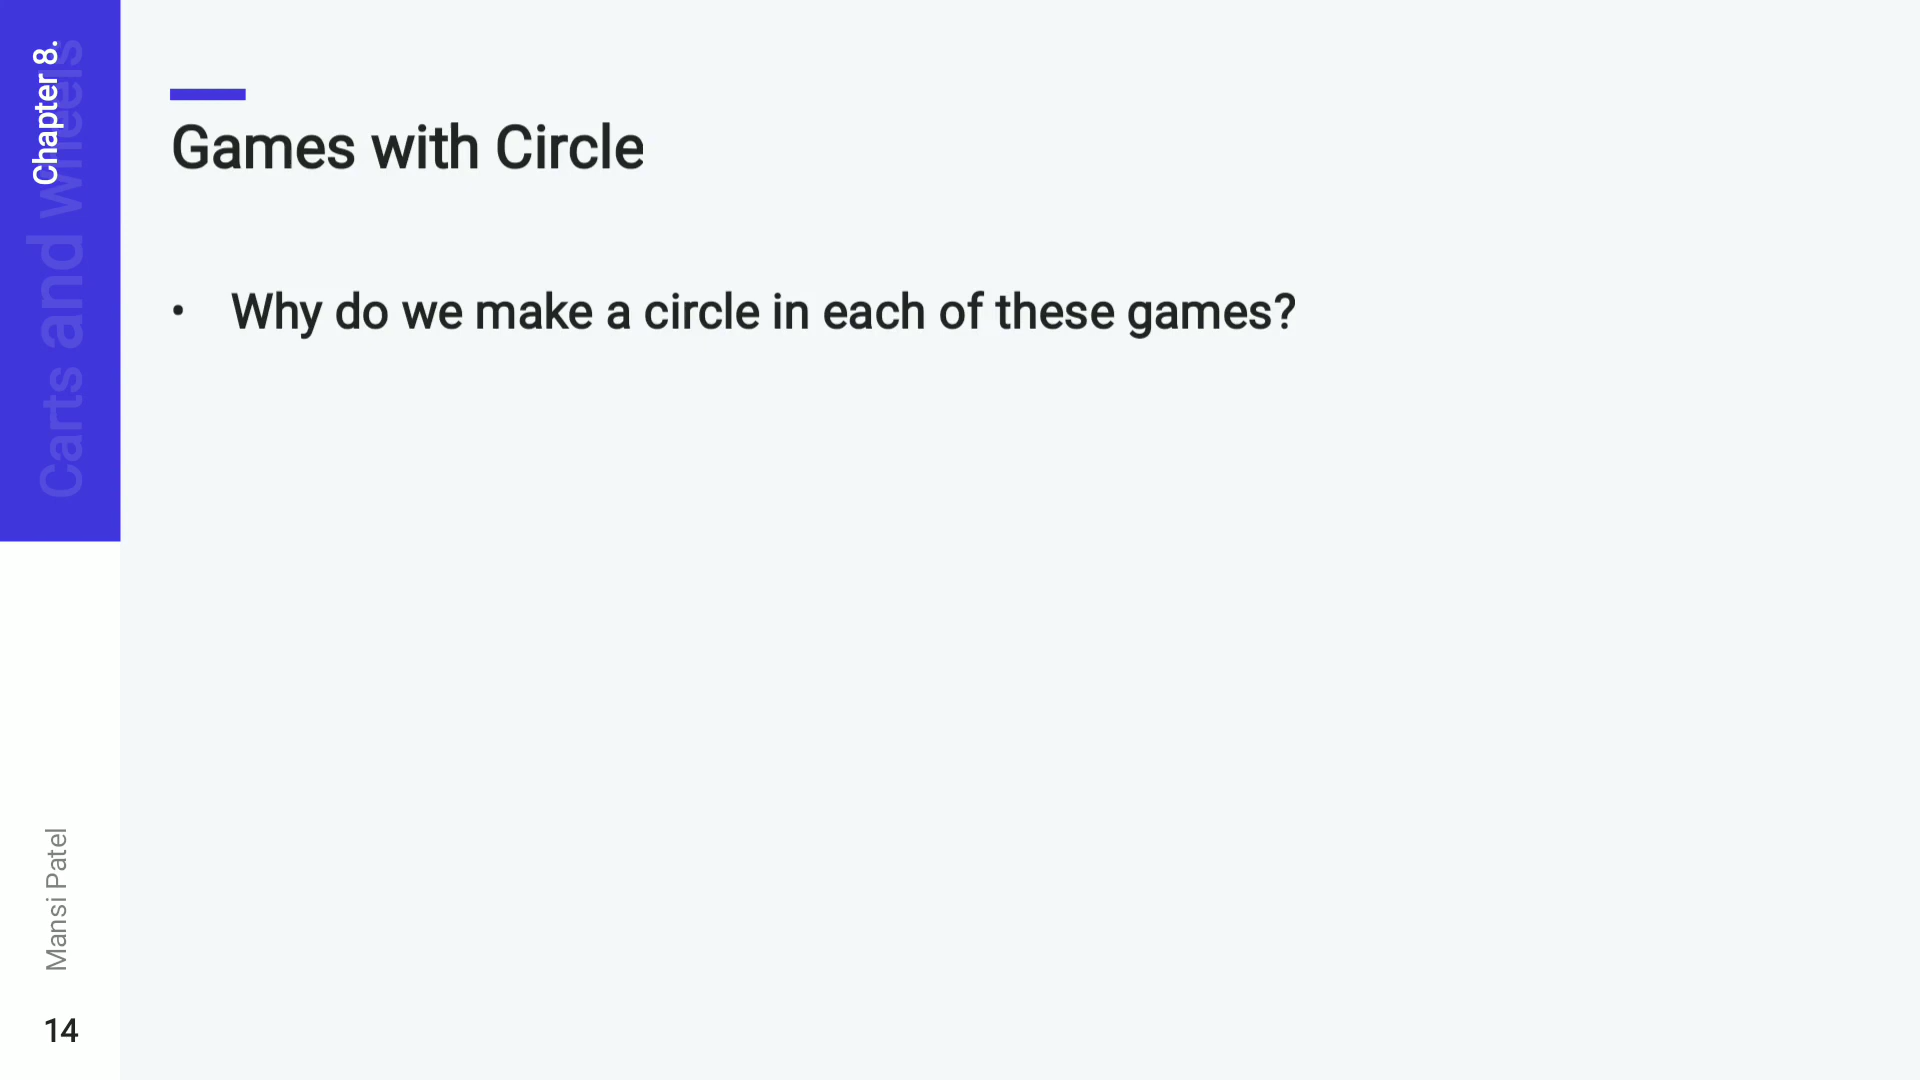 Chapter 8.
Carts and wheels
Games with Circle
• Why do we make a circle in each of these games?
Mansi Patel
14